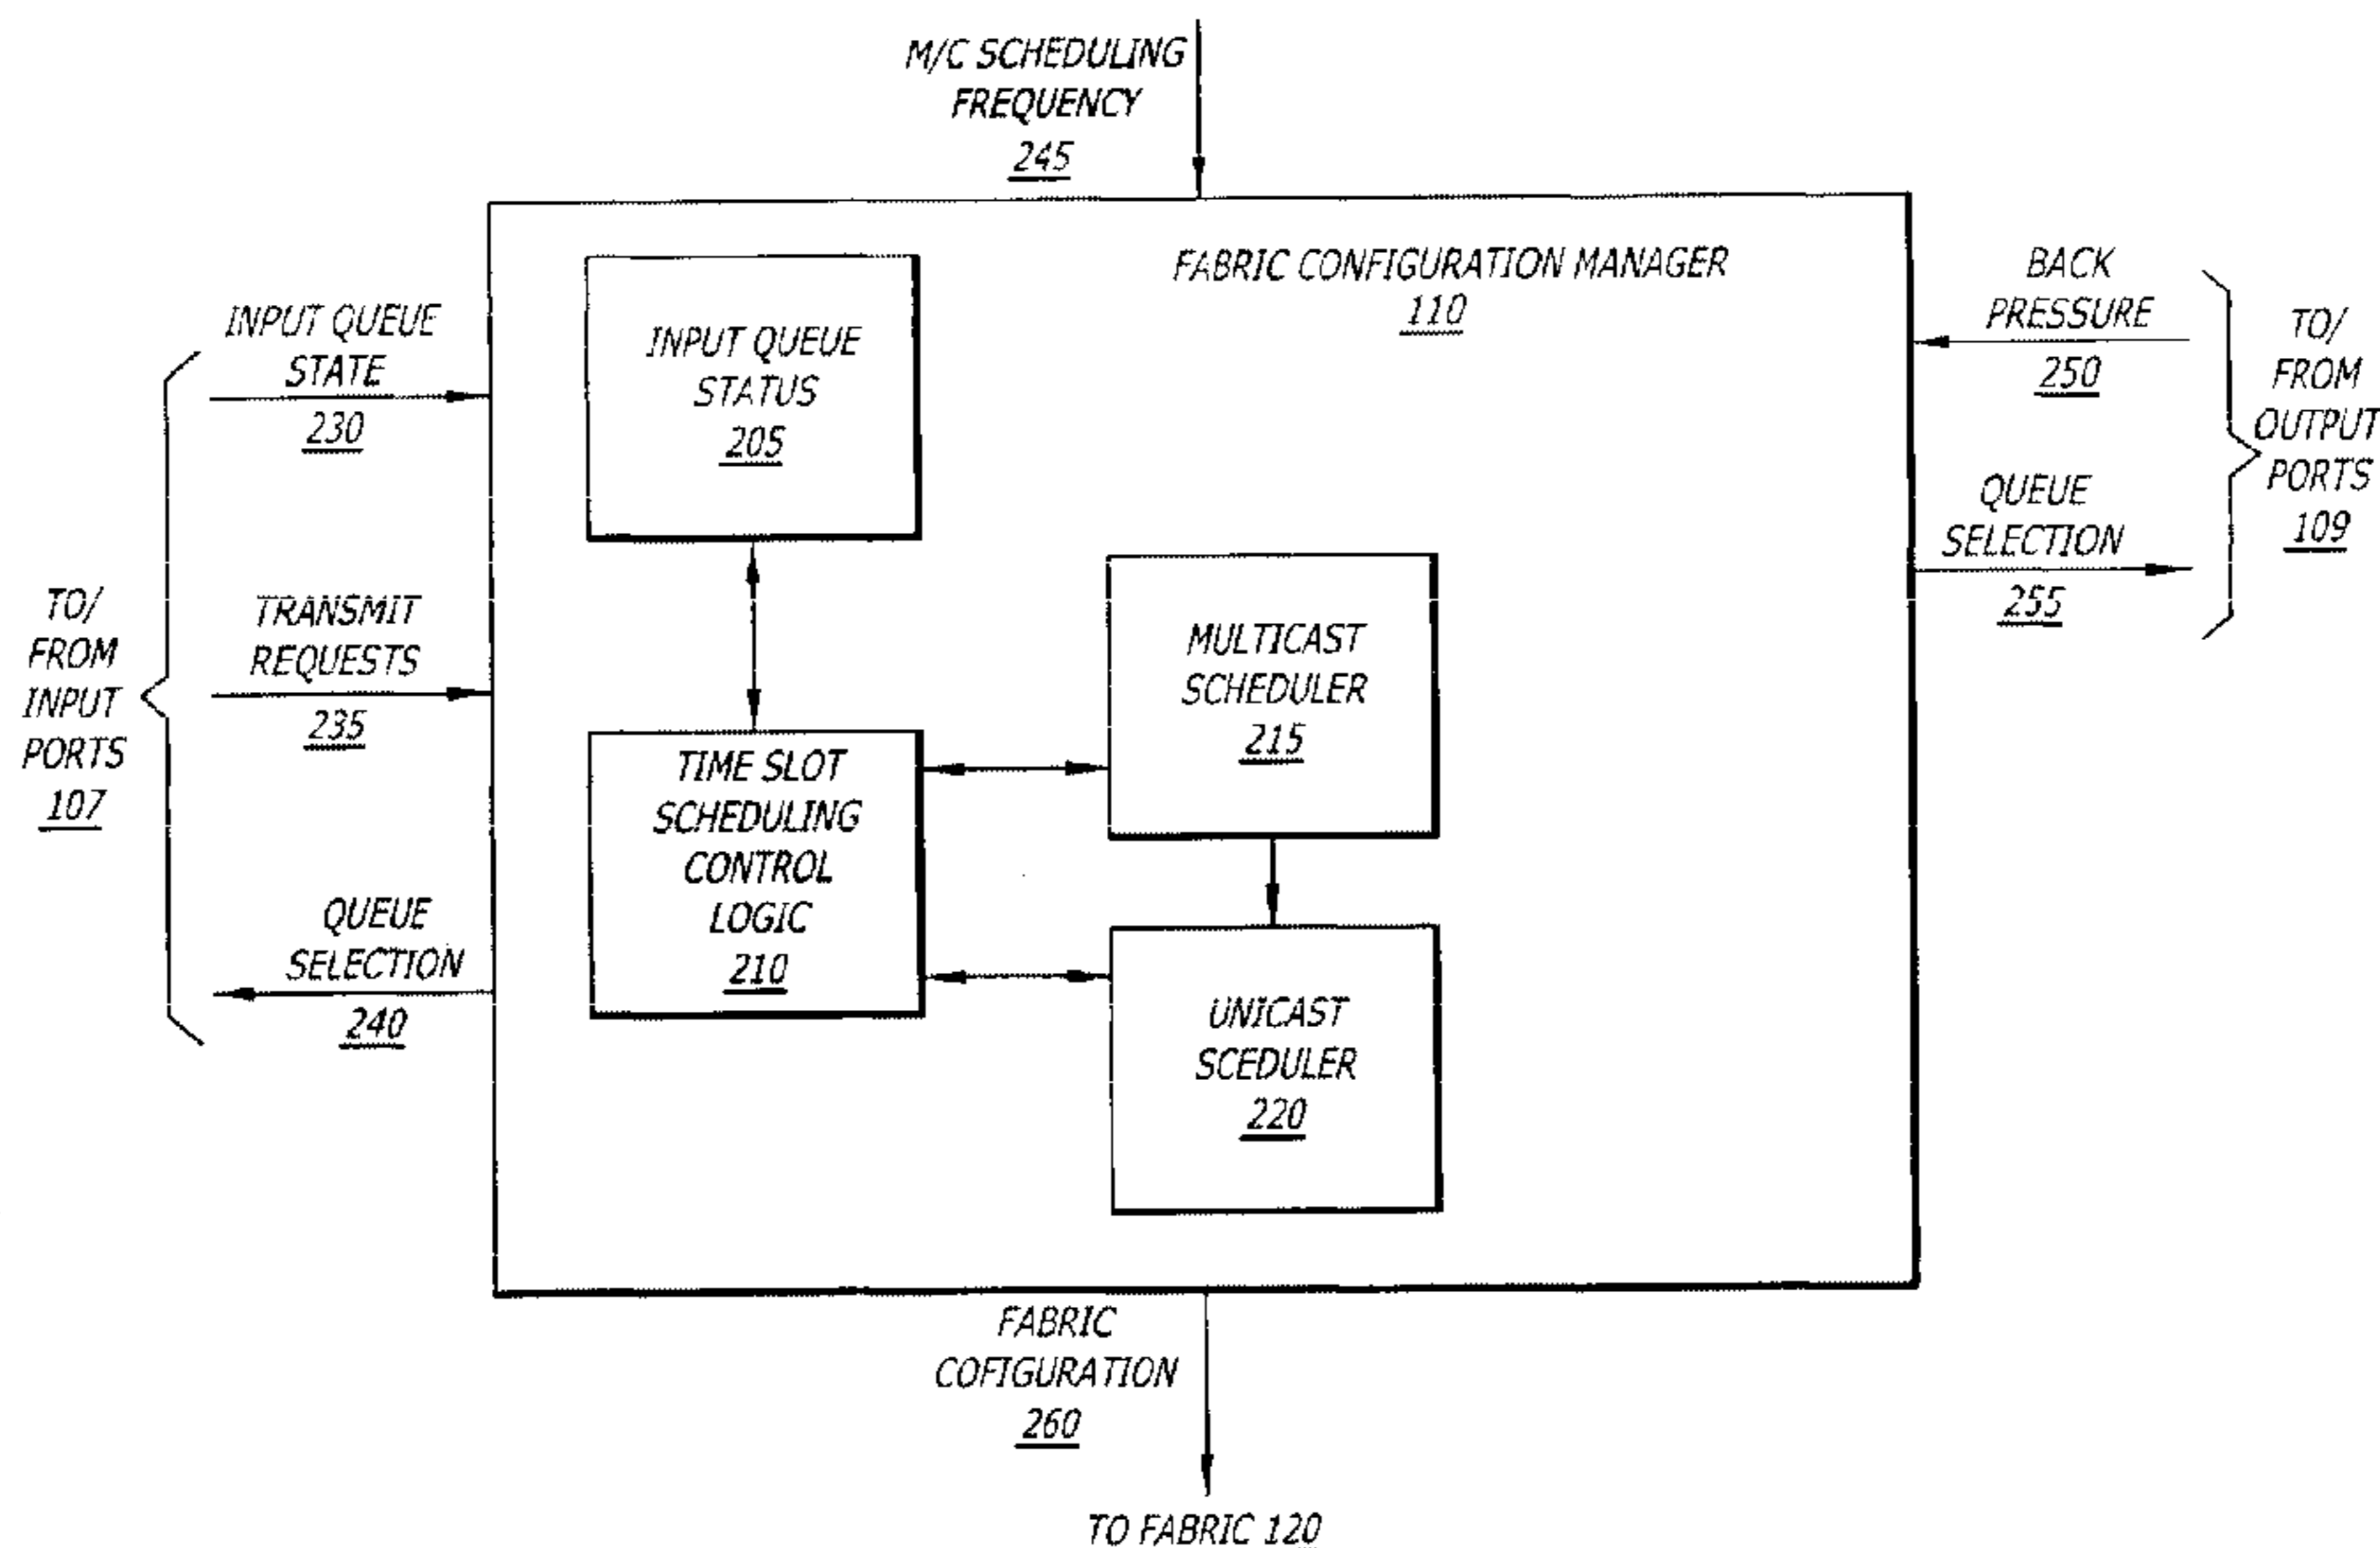 M/C SCHEDULING
FREQUENCY
245
FABRIC CONFIGURATION MANAGER
110
INPUT QUEUE
STATE
230
TRANSMIT
REQUESTS
235
QUEUE
SELECTION
240
TO/
FROM
INPUT
PORTS
107
INPUT QUEUE
STATUS
205
TIME SLOT
SCHEDULING
CONTROL
LOGIC
210
MULTICAST
SCHEDULER
215
UNICAST
SCEDULER
220
BACK
PRESSURE
250
QUEUE
SELECTION
255
TO/
FROM
OUTPUT
PORTS
109
FABRIC
COFIGURATION
260
TO FABRIC 120